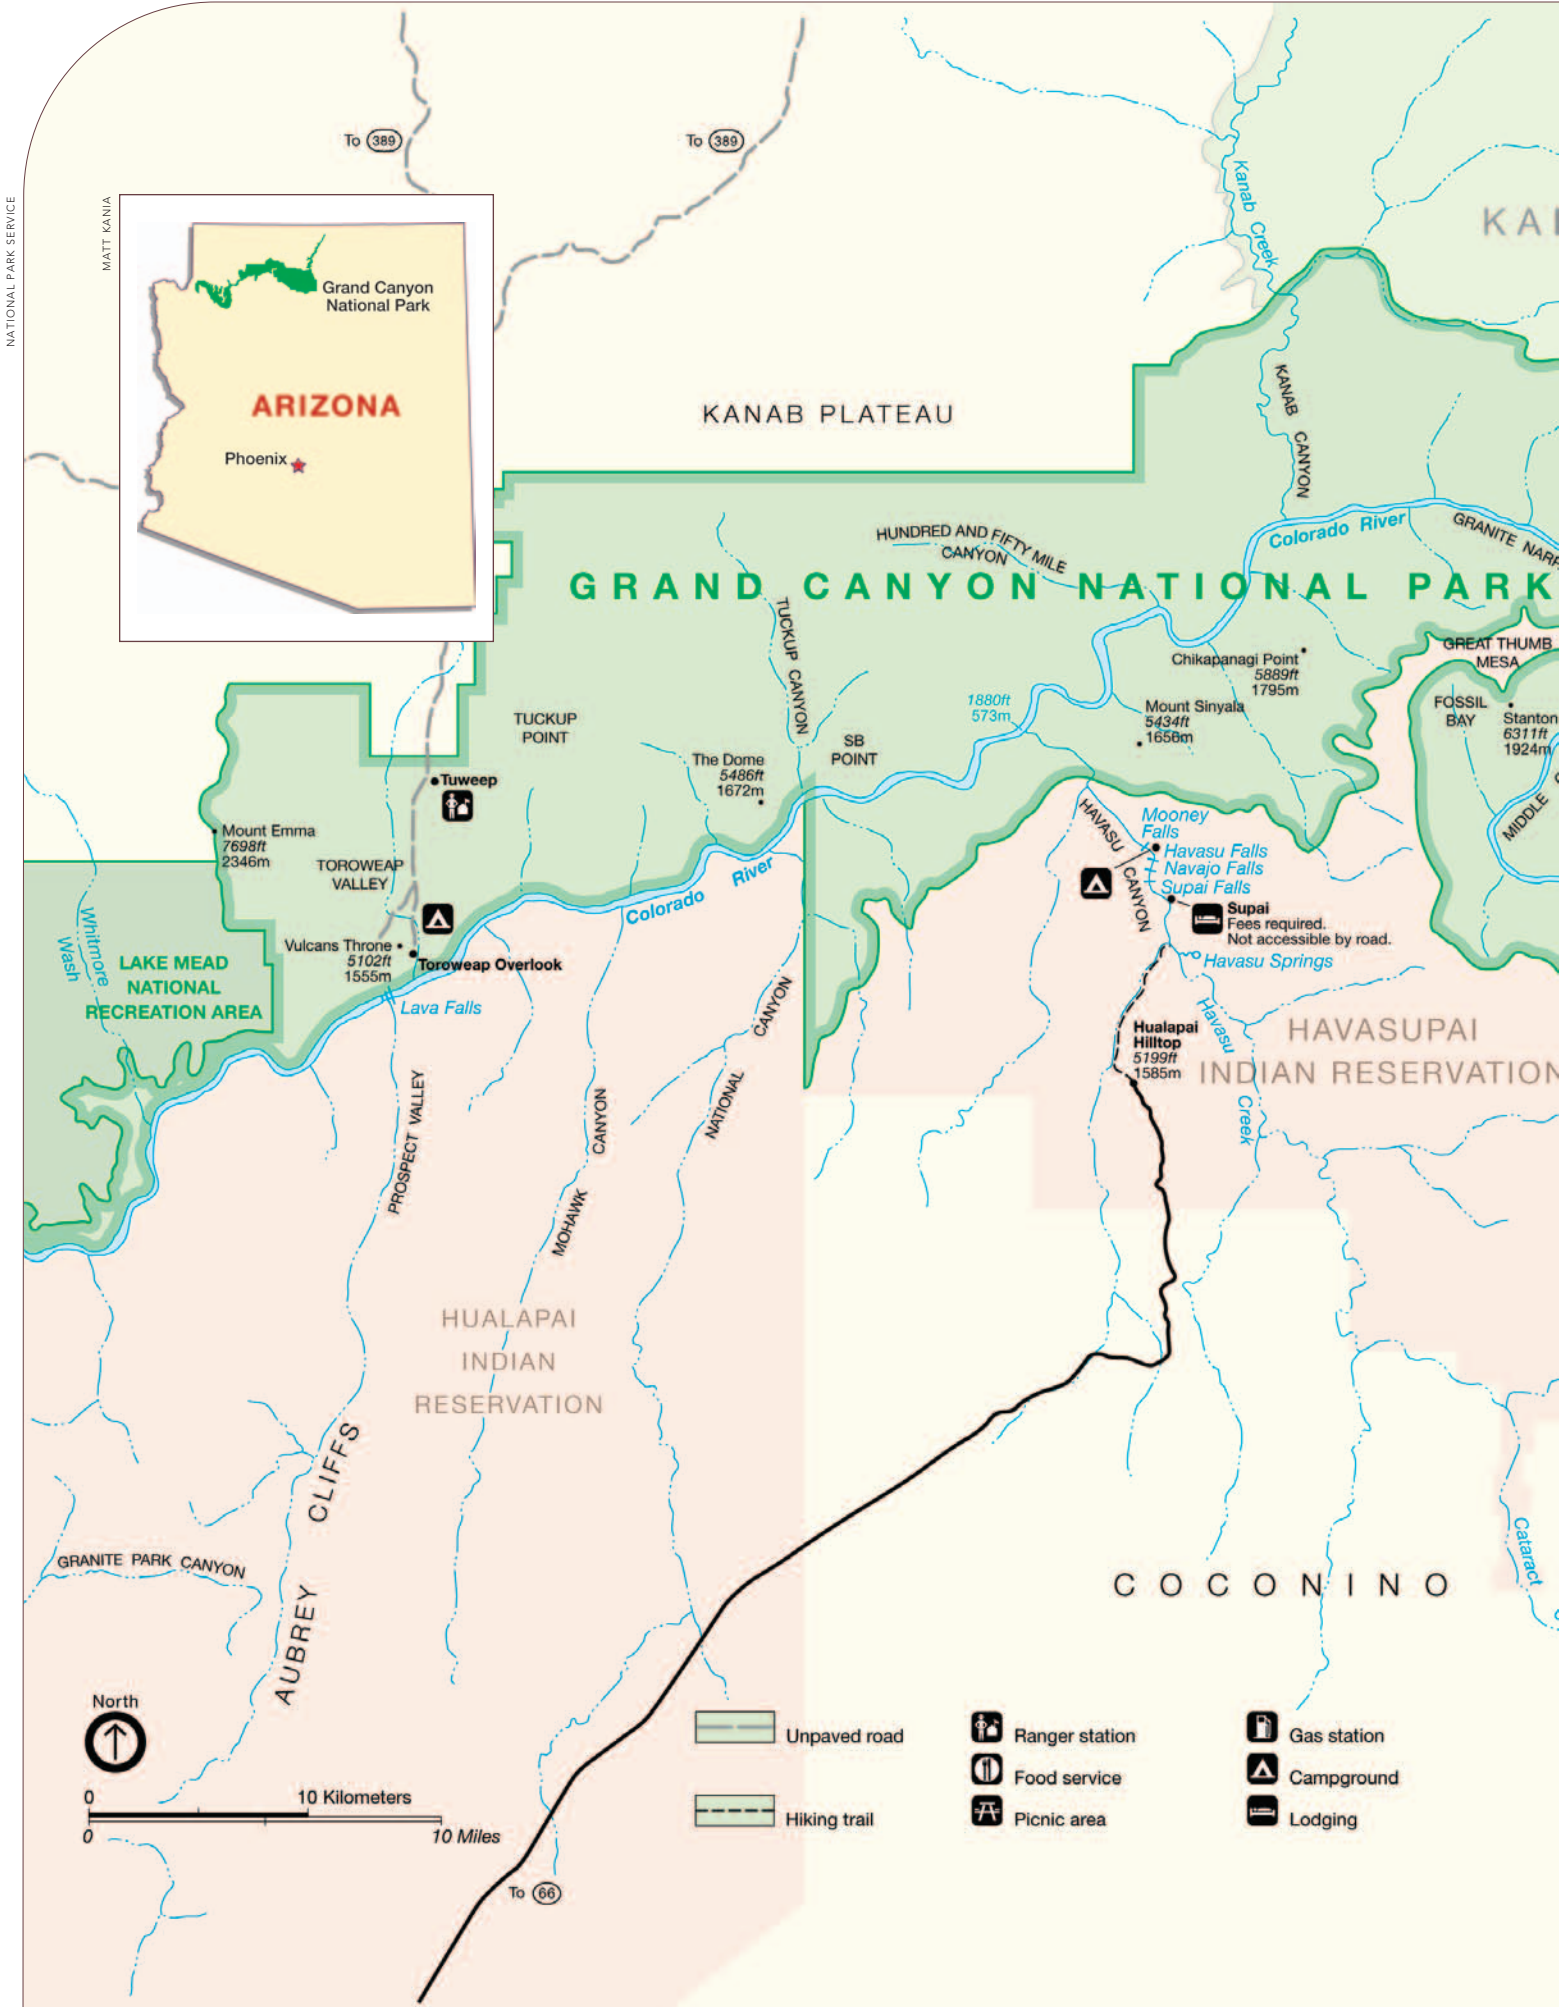 NATIONAL PARK SERVICE
MATT KANIA
To 389
To 389
Grand Canyon
National Park
ARIZONA
Phoenix
Kanab Creek
KANAB PLATEAU
KANAB CANYON
Colorado River
HUNDRED AND FIFTY MILE
CANYON
GRAND CANYON NATIONAL PARK
TUCKUP CANYON
GREAT THUMB
MESA
Chikapanagi Point
5889ft
1795m
1880ft
573m
Mount Sinyala
5434ft
1656m
FOSSIL
BAY
Stanton
6311ft
1924m
MIDDLE
TUCKUP
POINT
SB
POINT
The Dome
5486ft
1672m
Tuweep
Mount Emma
7698ft
2346m
TOROWEAP
VALLEY
Colorado River
HAVASU CANYON
Mooney
Falls
Havasu Falls
Navajo Falls
Supai Falls
Supai
Fees required.
Not accessible by road.
Havasu Springs
Whitmore
Wash
Vulcans Throne
5102ft
1555m
Toroweap Overlook
Lava Falls
LAKE MEAD
NATIONAL
RECREATION AREA
Havasu Creek
Hualapai
Hilltop
5199ft
1585m
HAVASUPAI
INDIAN RESERVATION
PROSPECT VALLEY
MOHAWK CANYON
NATIONAL CANYON
HUALAPAI
INDIAN
RESERVATION
AUBREY CLIFFS
GRANITE PARK CANYON
COCONINO
Cataract
North
0 10 Kilometers
0 10 Miles
To 66
Unpaved road
Hiking trail
Ranger station
Food service
Picnic area
Gas station
Campground
Lodging